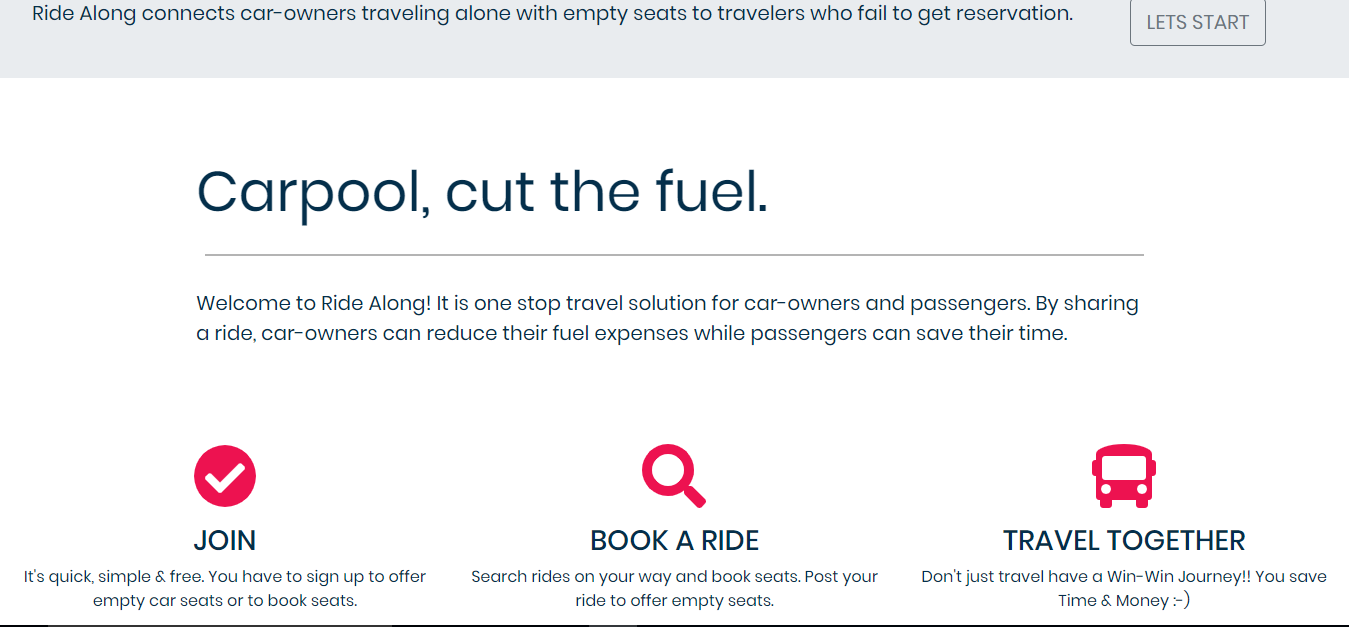 Ride Along connects car-owners traveling alone with empty seats to travelers who fail to get reservation.
LETS START
Carpool, cut the fuel.
Welcome to Ride Along! It is one stop travel solution for car-owners and passengers. By sharing
a ride, car-owners can reduce their fuel expenses while passengers can save their time.
JOIN
It's quick, simple & free. You have to sign up to offer
empty car seats or to book seats.
BOOK A RIDE
Search rides on your way and book seats. Post your
ride to offer empty seats.
TRAVEL TOGETHER
Don't just travel have a Win-Win Journey!! You save
Time & Money :-)